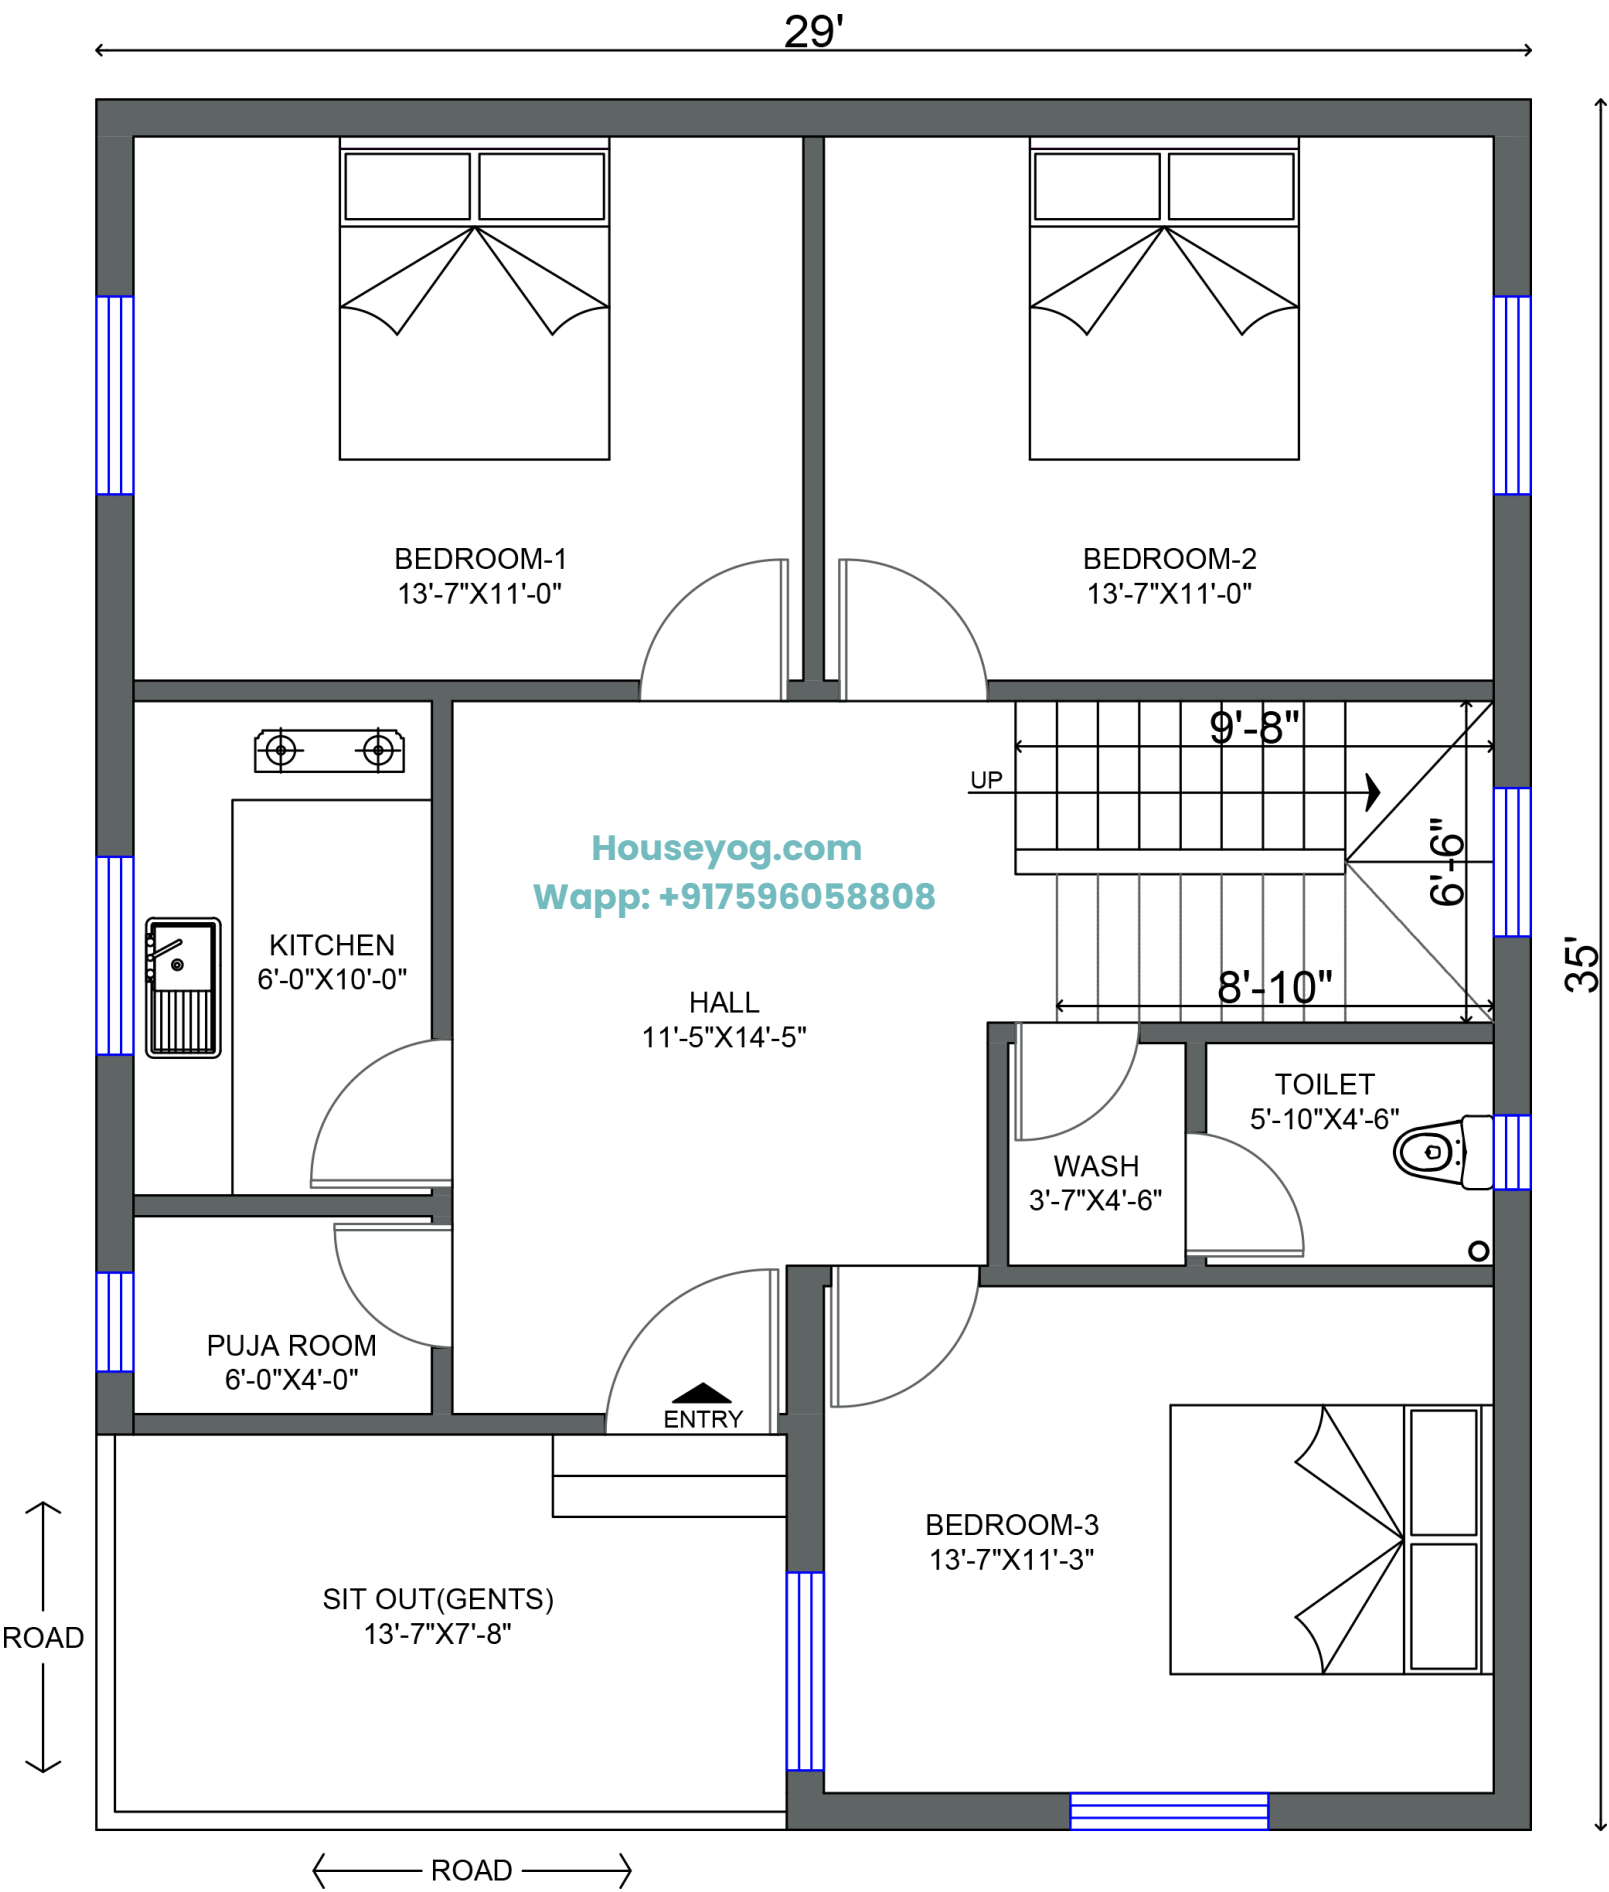 29'
BEDROOM-1
13'-7"X11'-0"
BEDROOM-2
13'-7"X11'-0"
9'-8"
UP
6'-6"
8'-10"
35'
Houseyog.com
Wapp: +917596058808
KITCHEN
6'-0"X10'-0"
HALL
11'-5"X14'-5"
TOILET
5'-10"X4'-6"
WASH
3'-7"X4'-6"
PUJA ROOM
6'-0"X4'-0"
ENTRY
BEDROOM-3
13'-7"X11'-3"
SIT OUT(GENTS)
13'-7"X7'-8"
ROAD
ROAD